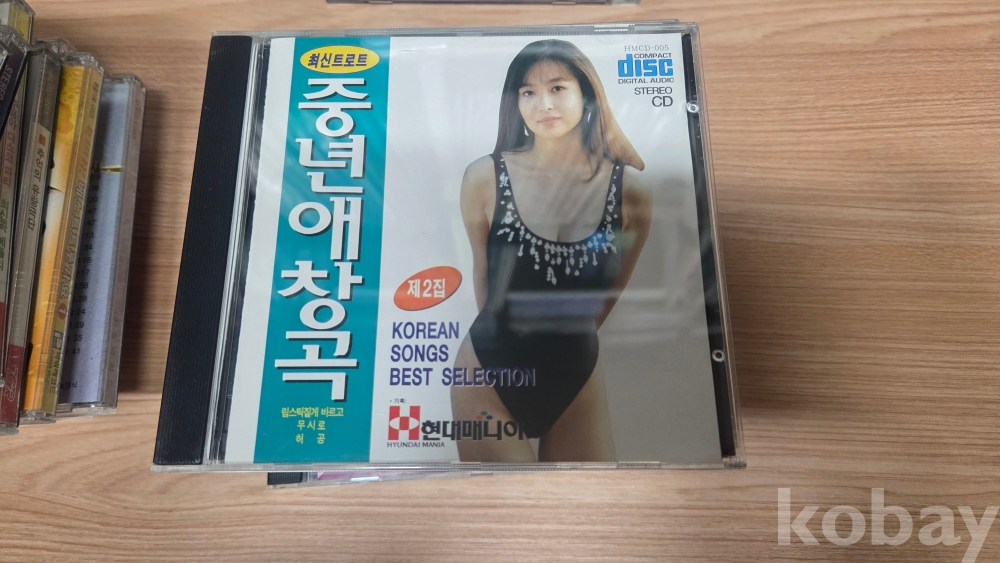 최신트로트
중년애창곡
HMCD-005
COMPACT
disc
DIGITAL AUDIO
STEREO
CD
제2집
KOREAN
SONGS
BEST SELECTION
립스틱짙게 바르고
무시로
허공
기획
현대매니아
HYUNDAI MANIA
kobay